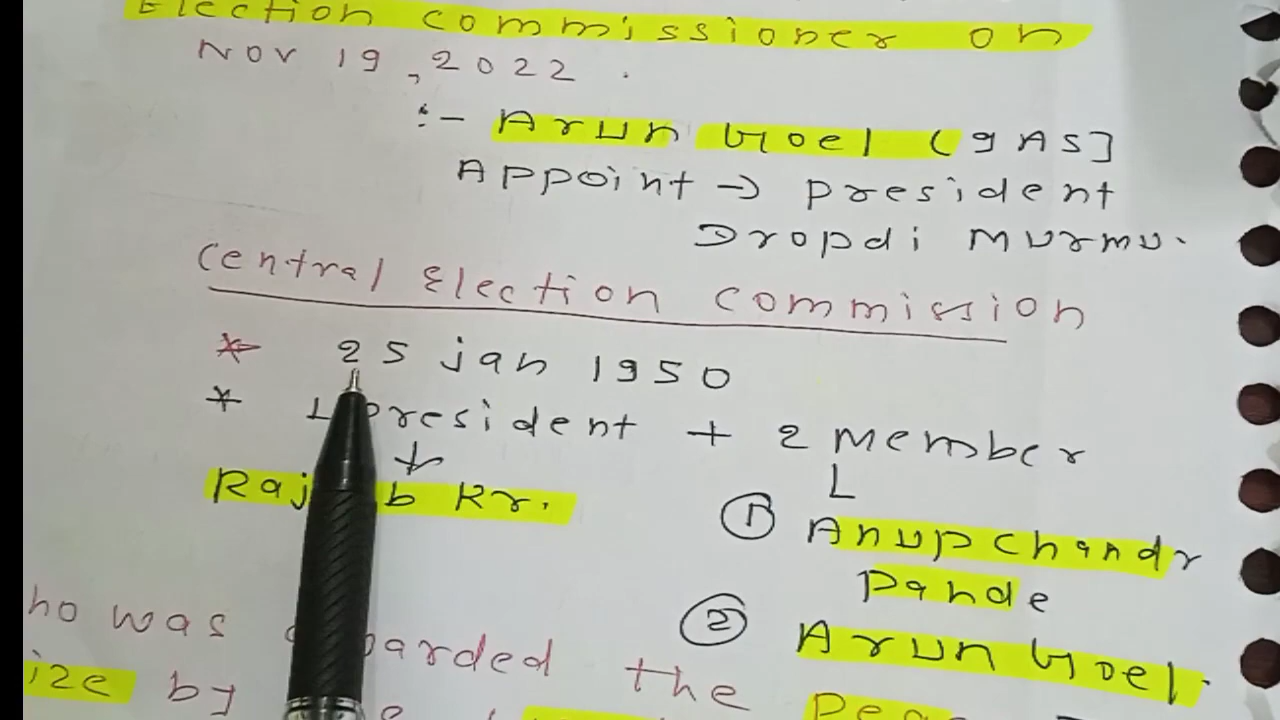 Election commissioner on
Nov 19, 2022.
:- Arun Goel (IAS]
Appoint → president
Dropdi Murmu.
Central Election Commission
* 25 jan 1950
* 1 president + 2 Member
Raj b Kr.
① Anupchandr
Pande
② Arun Goel.
ho was arded the
ize by